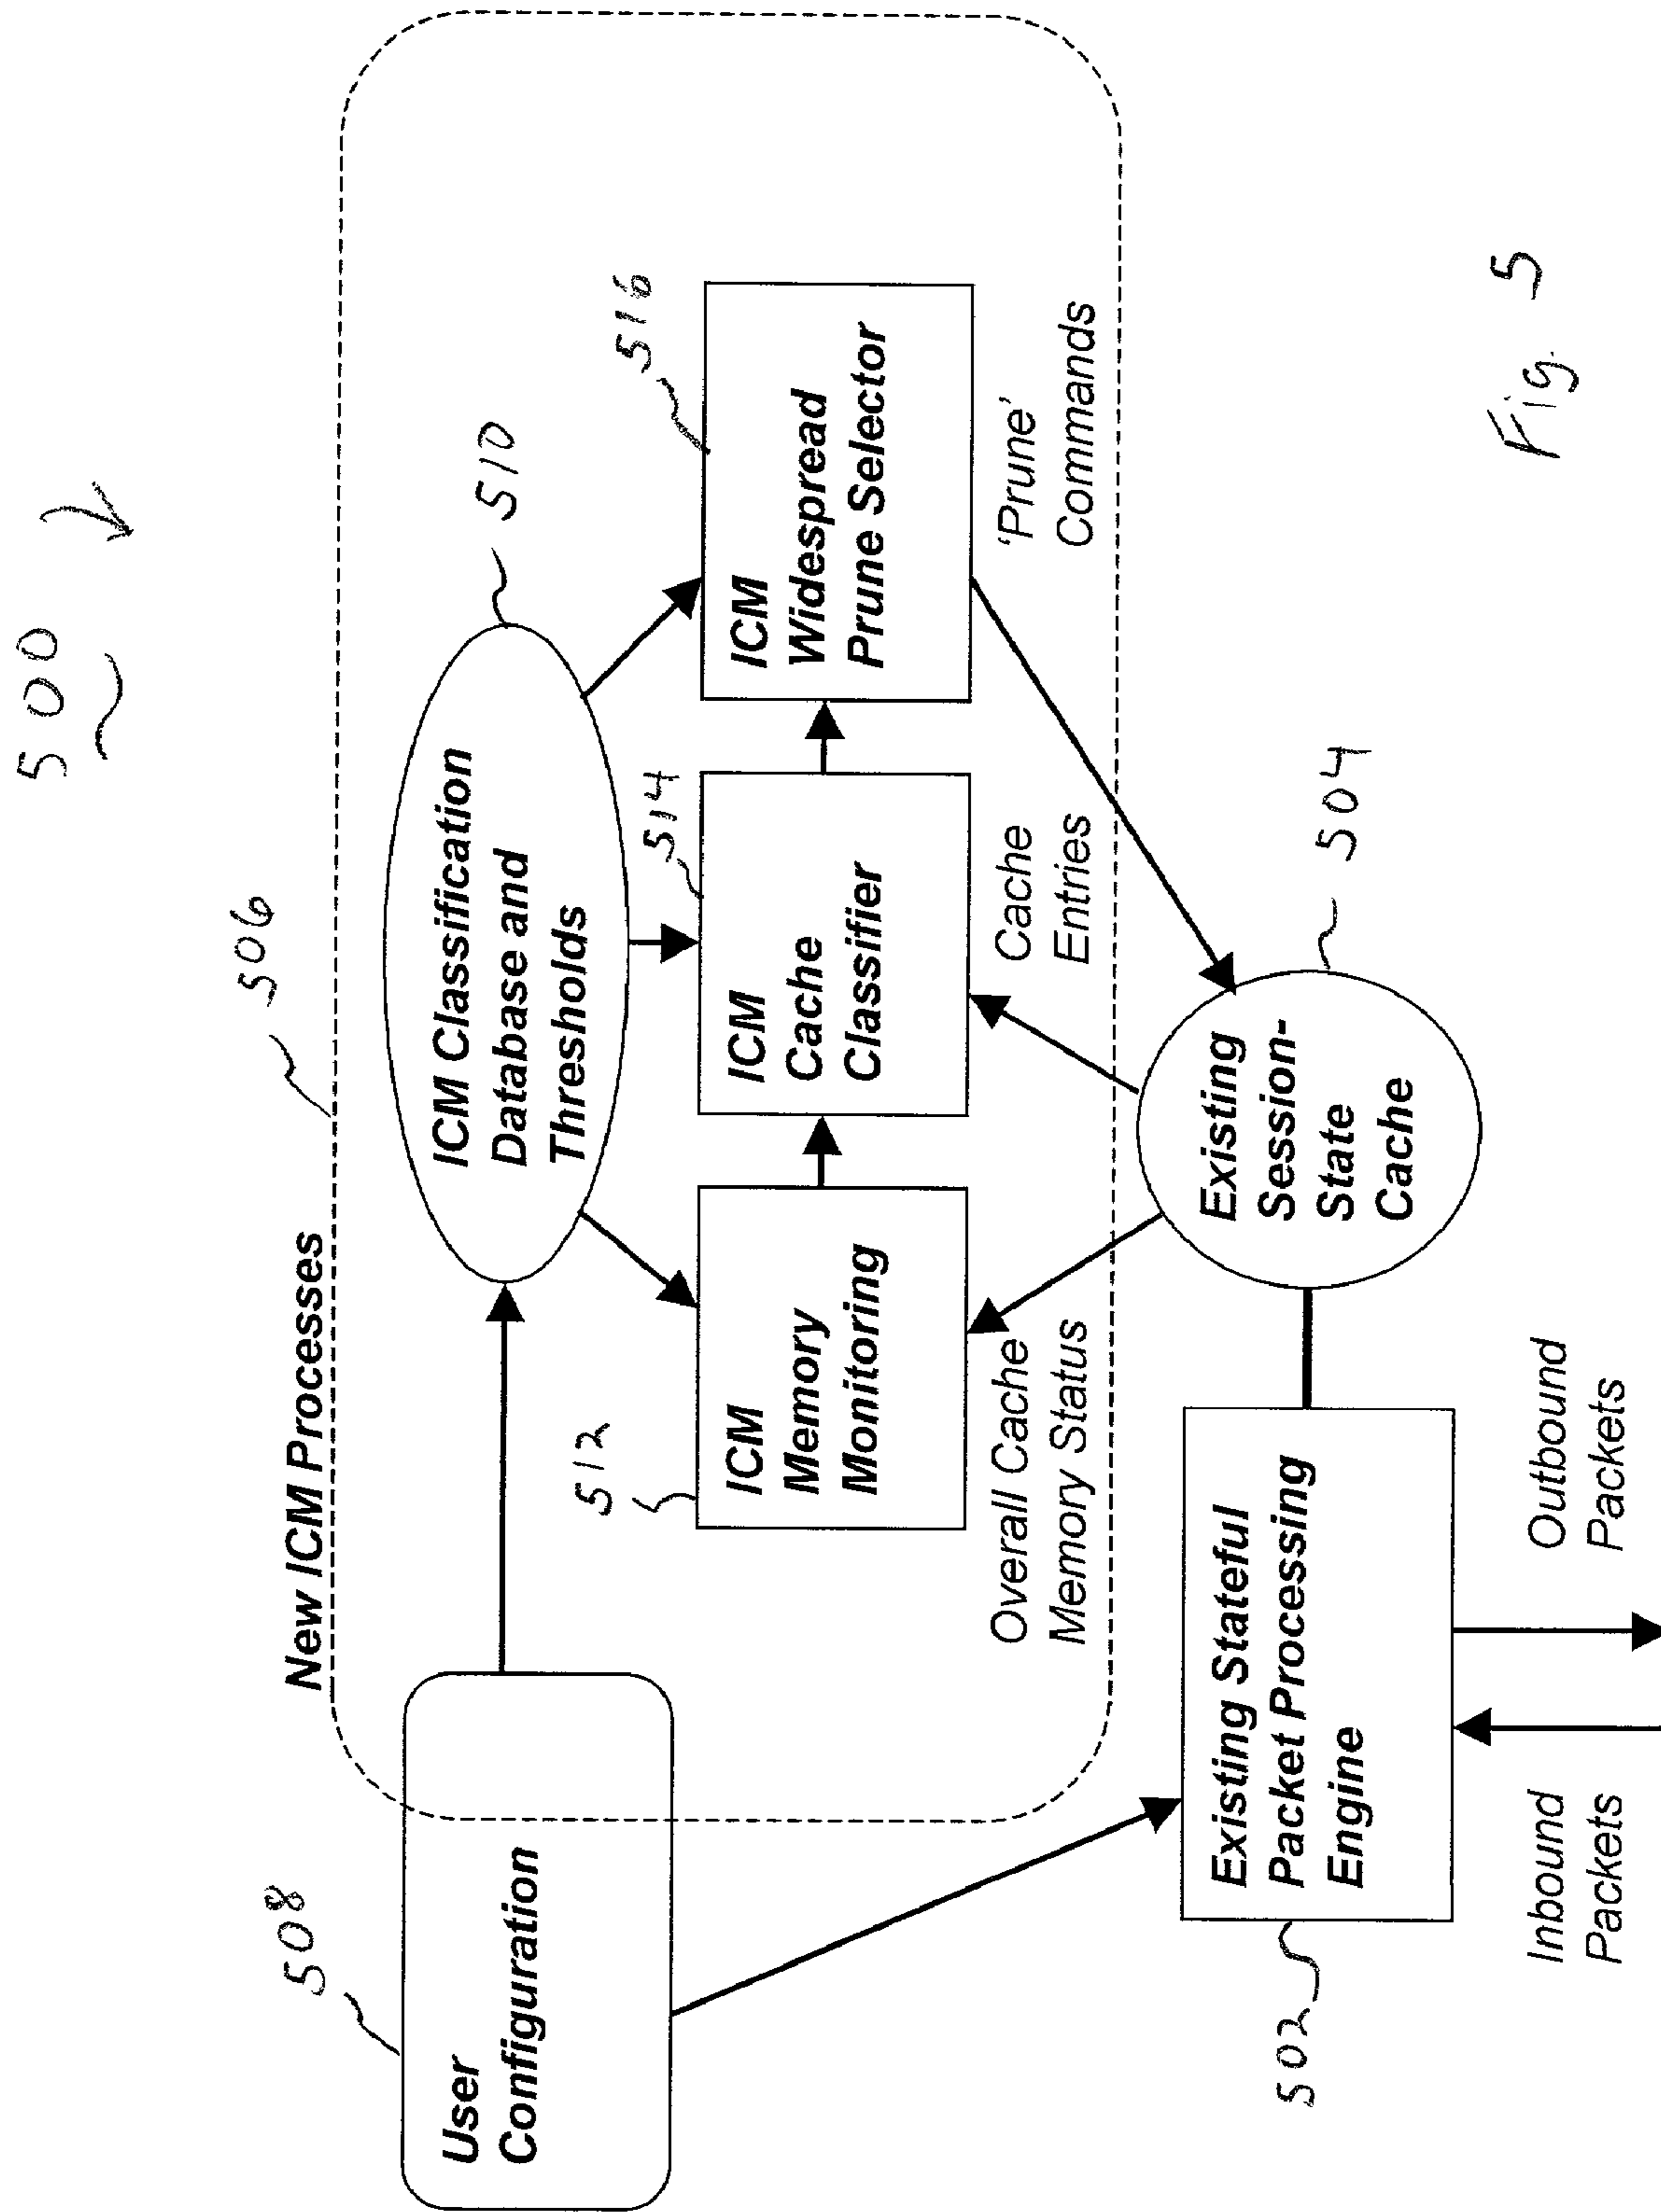 500
506
New ICM Processes
508
User
Configuration
510
ICM Classification
Database and
Thresholds
512
ICM
Memory
Monitoring
514
ICM
Cache
Classifier
516
ICM
Widespread
Prune Selector
Overall Cache
Memory Status
Cache
Entries
'Prune'
Commands
502
Existing Stateful
Packet Processing
Engine
Existing
Session-
State
Cache
504
Inbound
Packets
Outbound
Packets
Fig. 5